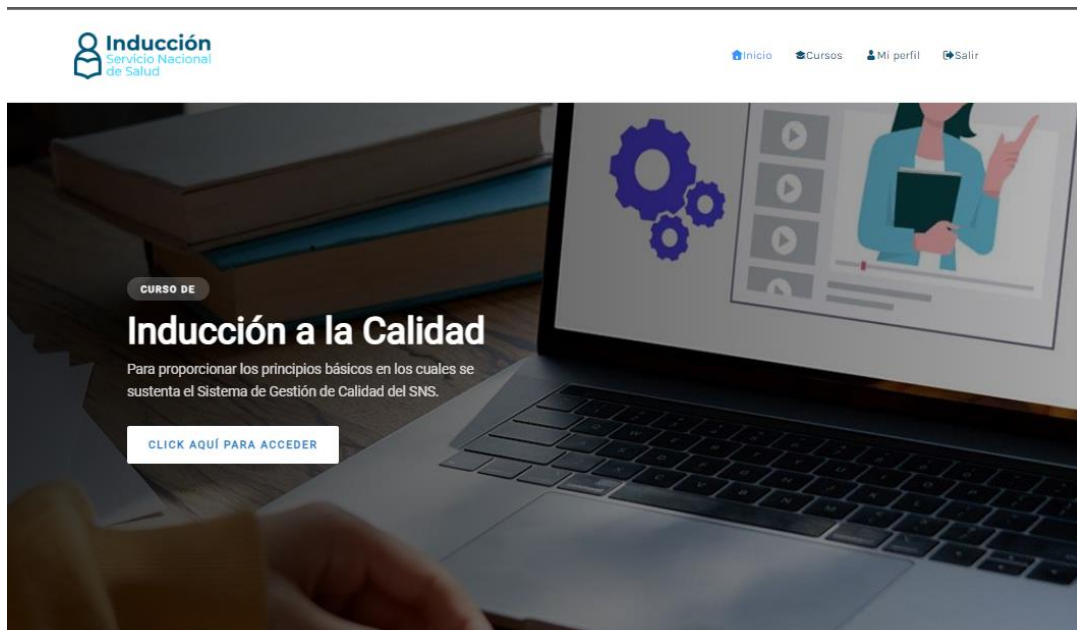 Inducción
Servicio Nacional
de Salud
Inicio Cursos Mi perfil Salir
CURSO DE
Inducción a la Calidad
Para proporcionar los principios básicos en los cuales se
sustenta el Sistema de Gestión de Calidad del SNS.
CLICK AQUÍ PARA ACCEDER